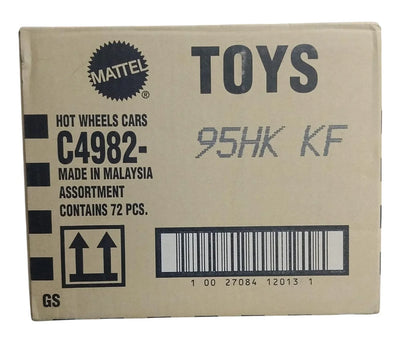 MATTEL
®
TOYS
HOT WHEELS CARS
C4982-
95HK KF
MADE IN MALAYSIA
ASSORTMENT
CONTAINS 72 PCS.
1 00 27084 12013 1
GS